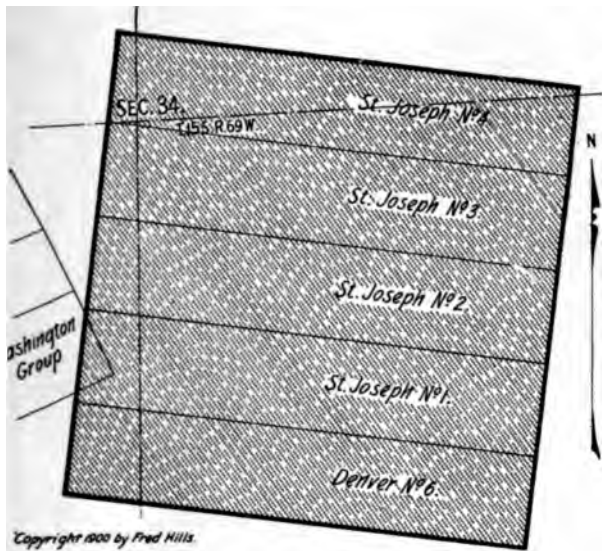 SEC. 34.
T.15 S. R. 69 W.
St. Joseph Nº4
N
St. Joseph Nº3.
St. Joseph Nº2.
ashington
Group
St. Joseph Nº1.
Denver Nº6.
Copyright 1900 by Fred Hills.